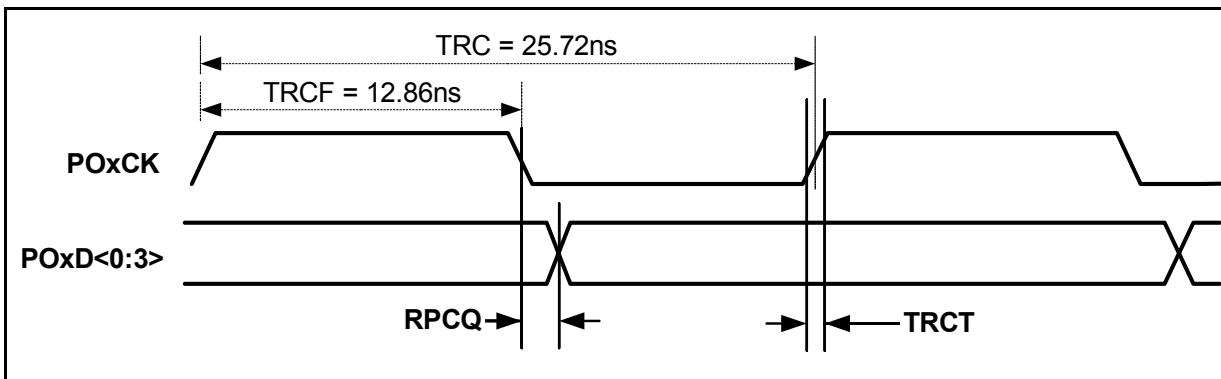 TRC = 25.72ns
TRCF = 12.86ns
POxCK
POxD<0:3>
RPCQ
TRCT